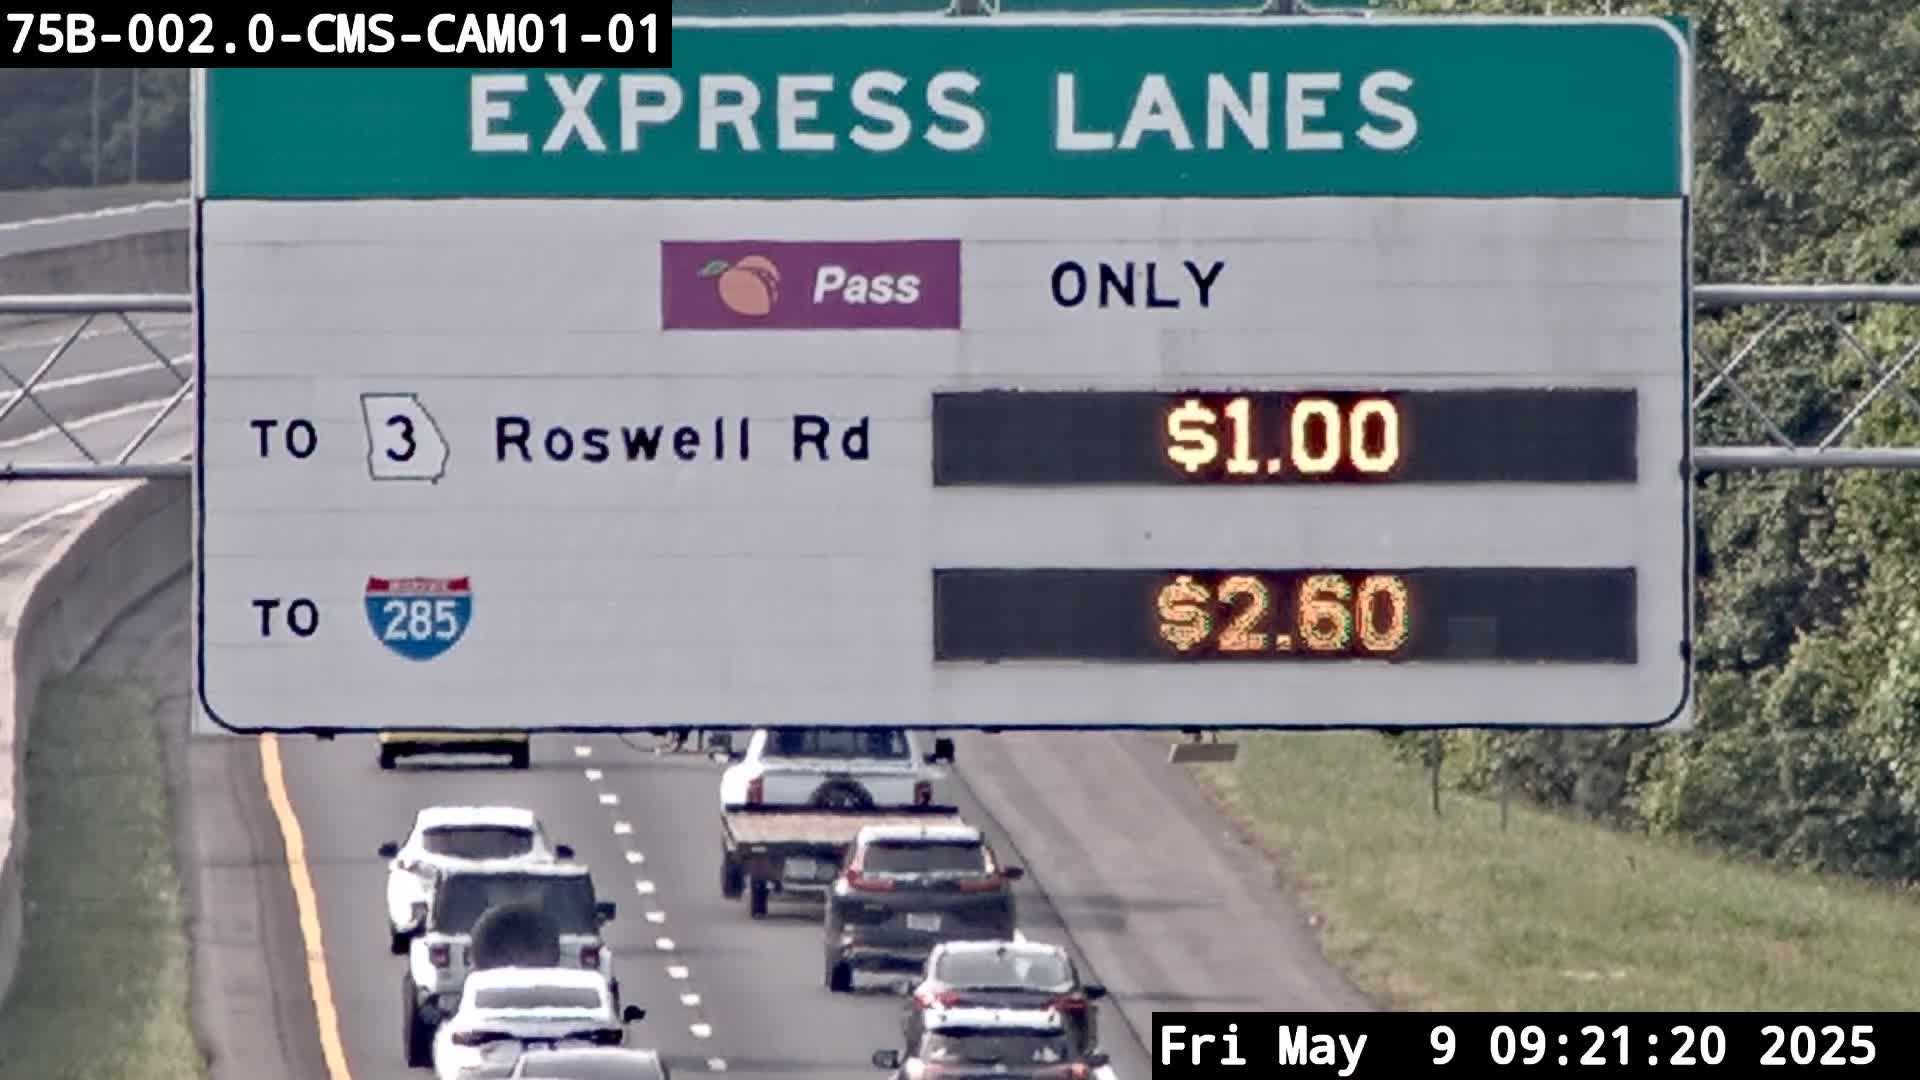 75B-002.0-CMS-CAM01-01
EXPRESS LANES
Pass ONLY
TO 3 Roswell Rd $1.00
TO 285 $2.60
Fri May 9 09:21:20 2025